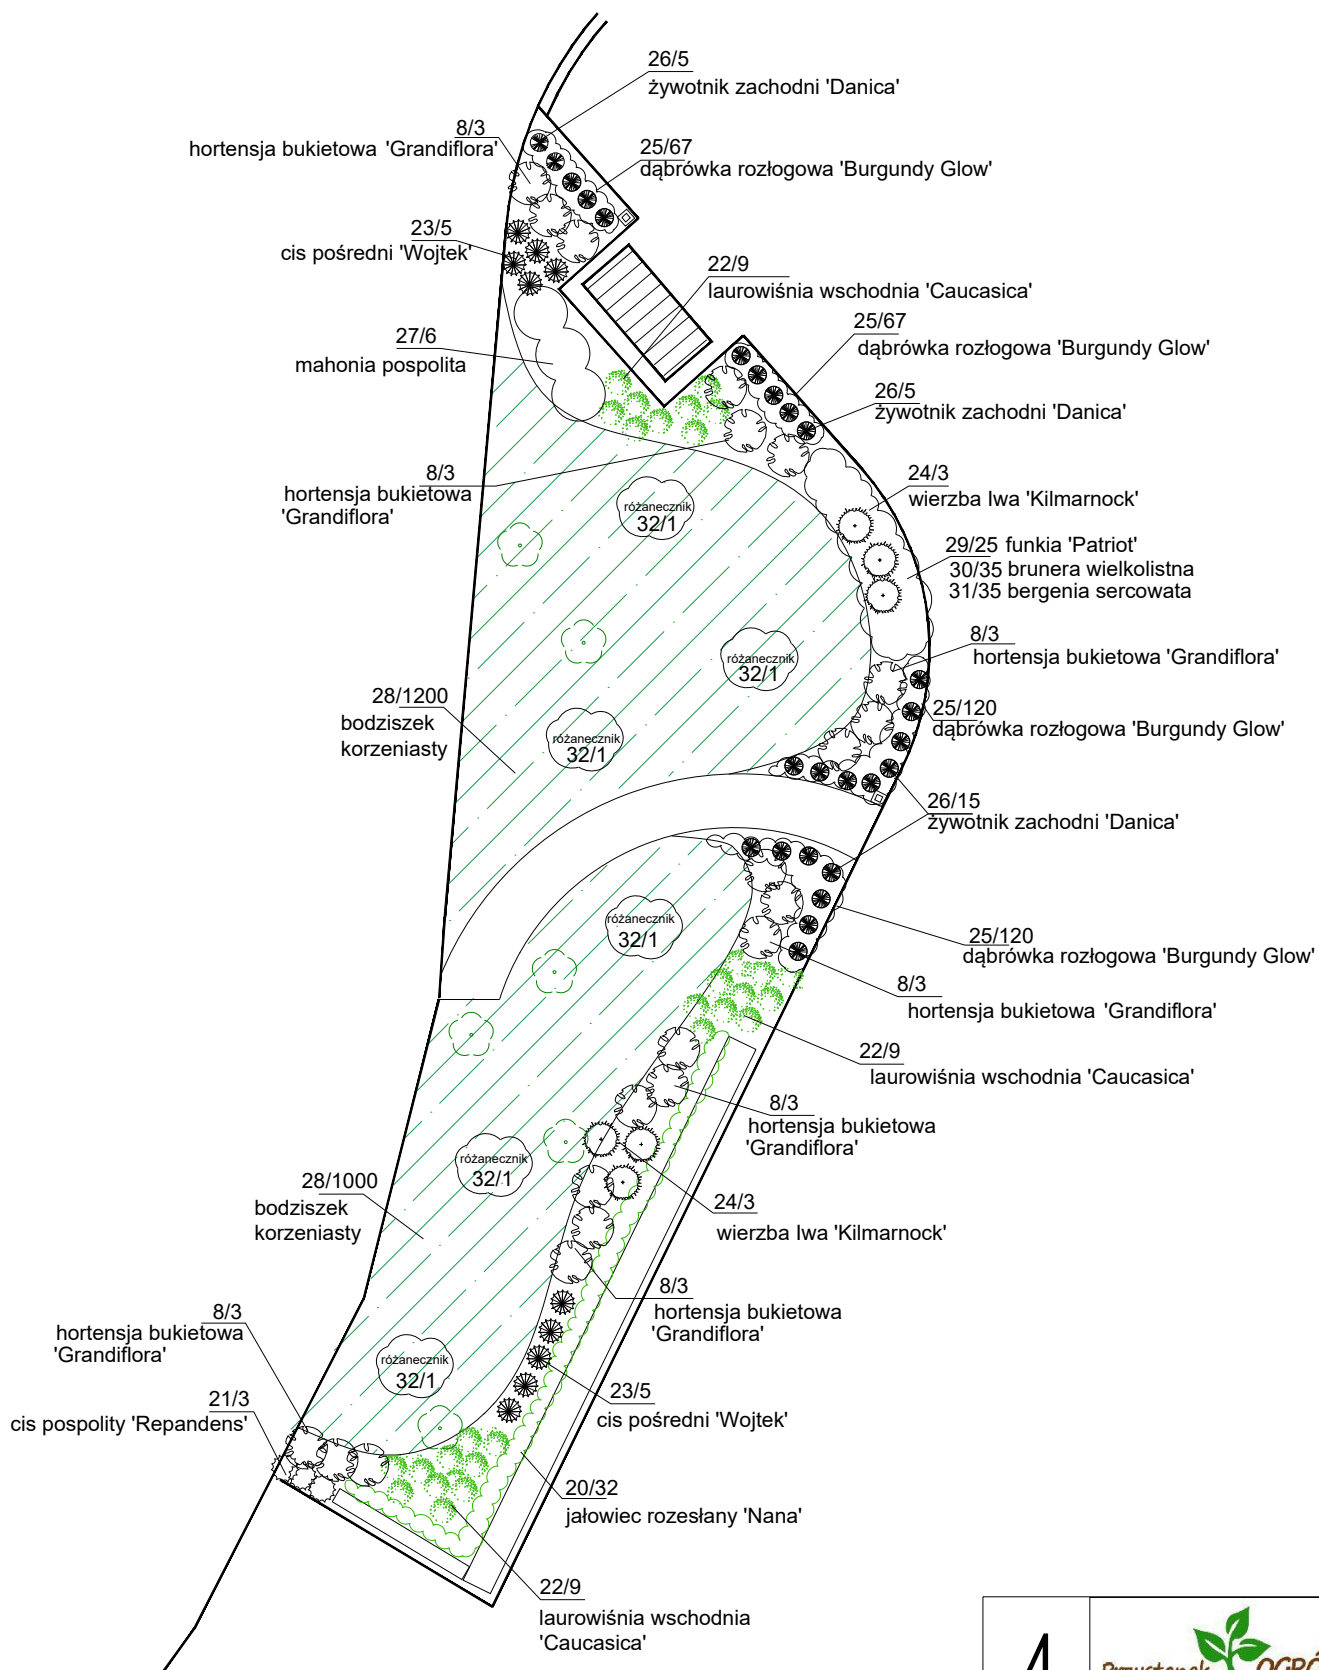 26/5
żywotnik zachodni 'Danica'
8/3
hortensja bukietowa 'Grandiflora'
25/67
dąbrówka rozłogowa 'Burgundy Glow'
23/5
cis pośredni 'Wojtek'
22/9
laurowiśnia wschodnia 'Caucasica'
25/67
dąbrówka rozłogowa 'Burgundy Glow'
27/6
mahonia pospolita
26/5
żywotnik zachodni 'Danica'
8/3
hortensja bukietowa
'Grandiflora'
24/3
wierzba Iwa 'Kilmarnock'
różanecznik
32/1
29/25 funkia 'Patriot'
30/35 brunera wielkolistna
31/35 bergenia sercowata
8/3
hortensja bukietowa 'Grandiflora'
różanecznik
32/1
28/1200
bodziszek
korzeniasty
25/120
dąbrówka rozłogowa 'Burgundy Glow'
różanecznik
32/1
26/15
żywotnik zachodni 'Danica'
różanecznik
32/1
25/120
dąbrówka rozłogowa 'Burgundy Glow'
8/3
hortensja bukietowa 'Grandiflora'
22/9
laurowiśnia wschodnia 'Caucasica'
8/3
hortensja bukietowa
'Grandiflora'
różanecznik
32/1
28/1000
bodziszek
korzeniasty
24/3
wierzba Iwa 'Kilmarnock'
8/3
hortensja bukietowa
'Grandiflora'
8/3
hortensja bukietowa
'Grandiflora'
różanecznik
32/1
21/3
cis pospolity 'Repandens'
23/5
cis pośredni 'Wojtek'
20/32
jałowiec rozesłany 'Nana'
22/9
laurowiśnia wschodnia
'Caucasica'
4